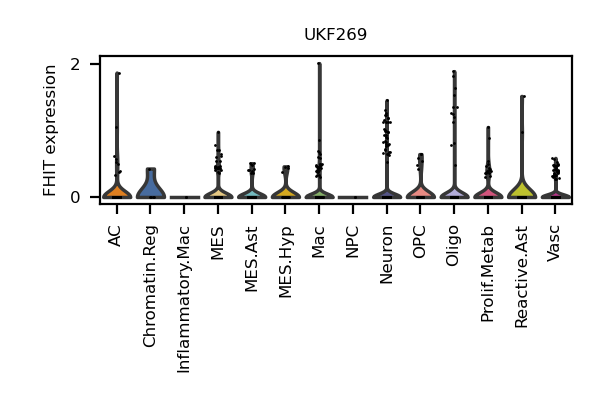 UKF269
FHIT expression
2
0
AC
Chromatin.Reg
Inflammatory.Mac
MES
MES.Ast
MES.Hyp
Mac
NPC
Neuron
OPC
Oligo
Prolif.Metab
Reactive.Ast
Vasc